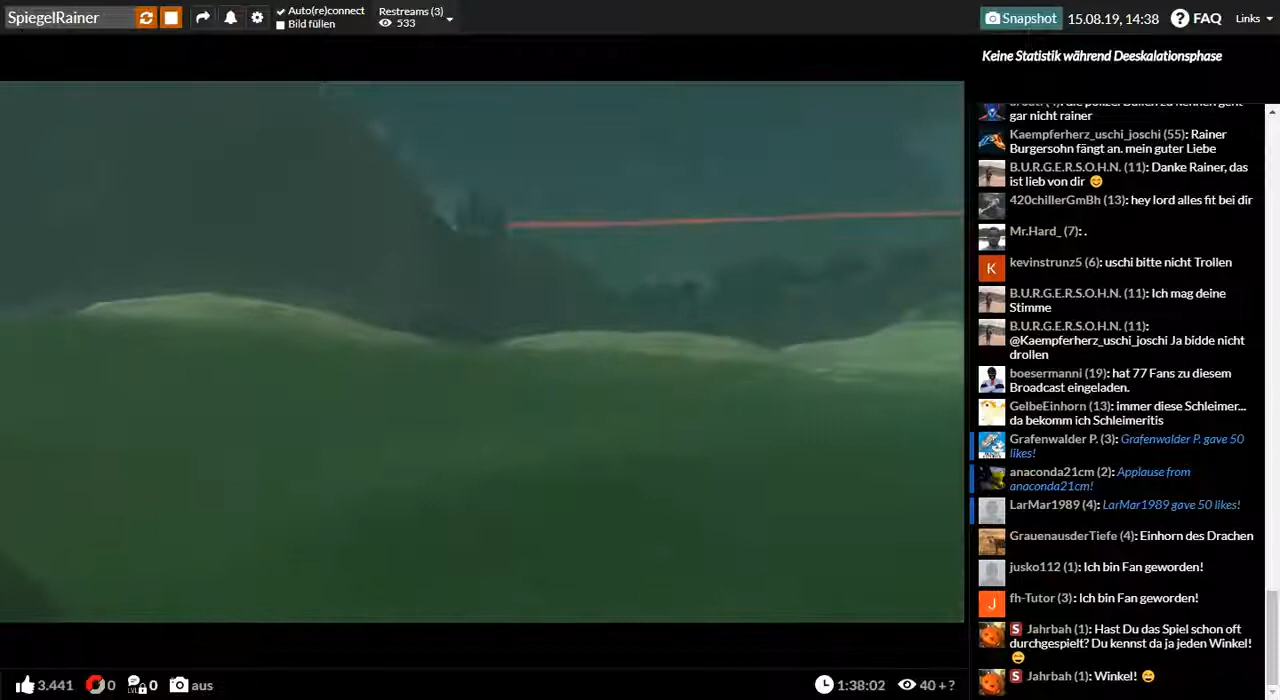 SpiegelRainer
Auto(re)connect
Bild füllen
Restreams (3)
533
Snapshot
15.08.19, 14:38
FAQ
Links
Keine Statistik während Deeskalationsphase
gar nicht rainer
Kaempferherz_uschi_joschi (55): Rainer
Burgersohn fängt an. mein guter Liebe
B.U.R.G.E.R.S.O.H.N. (11): Danke Rainer, das
ist lieb von dir 😊
420chillerGmBh (13): hey lord alles fit bei dir
Mr.Hard_ (7): .
K
kevinstrunz5 (6): uschi bitte nicht Trollen
B.U.R.G.E.R.S.O.H.N. (11): Ich mag deine
Stimme
B.U.R.G.E.R.S.O.H.N. (11):
@Kaempferherz_uschi_joschi Ja bidde nicht
drollen
boesermanni (19): hat 77 Fans zu diesem
Broadcast eingeladen.
GelbeEinhorn (13): immer diese Schleimer...
da bekomm ich Schleimeritis
Grafenwalder P. (3): Grafenwalder P. gave 50
likes!
anaconda21cm (2): Applause from
anaconda21cm!
LarMar1989 (4): LarMar1989 gave 50 likes!
GrauenausderTiefe (4): Einhorn des Drachen
jusko112 (1): Ich bin Fan geworden!
J
fh-Tutor (3): Ich bin Fan geworden!
S Jahrbah (1): Hast Du das Spiel schon oft
durchgespielt? Du kennst da ja jeden Winkel!
😄
S Jahrbah (1): Winkel! 😄
3.441
0
LVL
0
aus
1:38:02
40 + ?